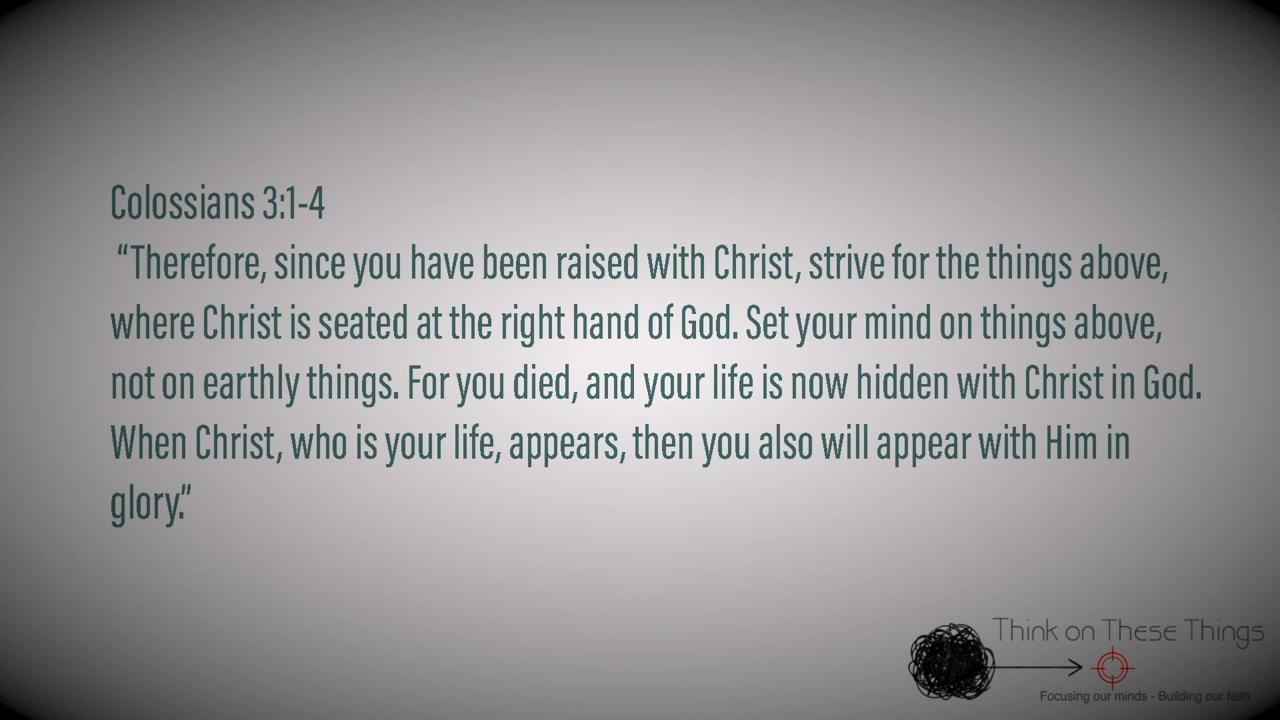 Colossians 3:1-4
“Therefore, since you have been raised with Christ, strive for the things above,
where Christ is seated at the right hand of God. Set your mind on things above,
not on earthly things. For you died, and your life is now hidden with Christ in God.
When Christ, who is your life, appears, then you also will appear with Him in
glory.”
Think on These Things
Focusing our minds - Building our faith